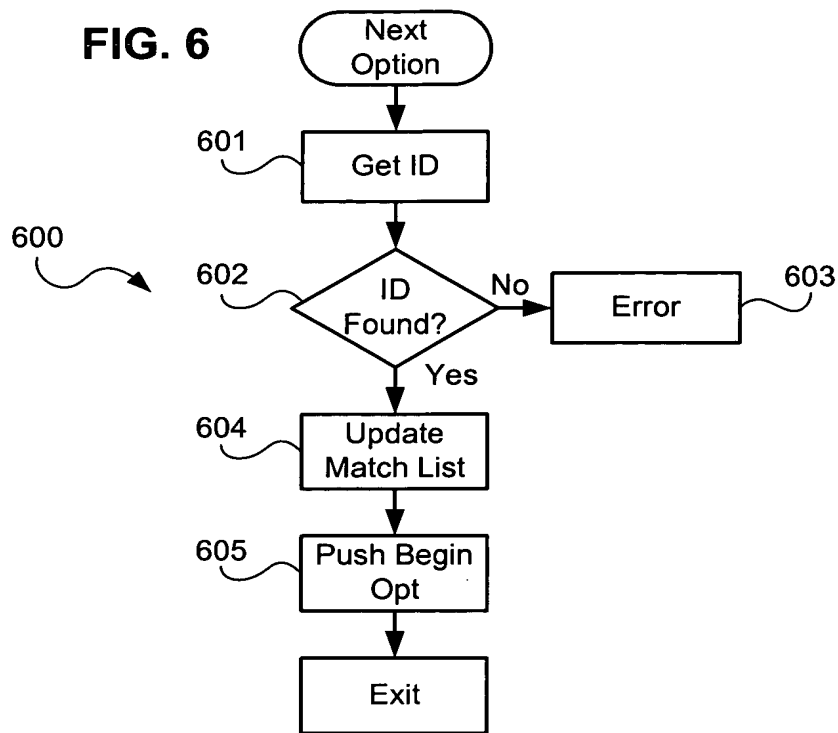 FIG. 6
Next
Option
601
Get ID
600
602
ID
Found?
No
Error
603
Yes
604
Update
Match List
605
Push Begin
Opt
Exit